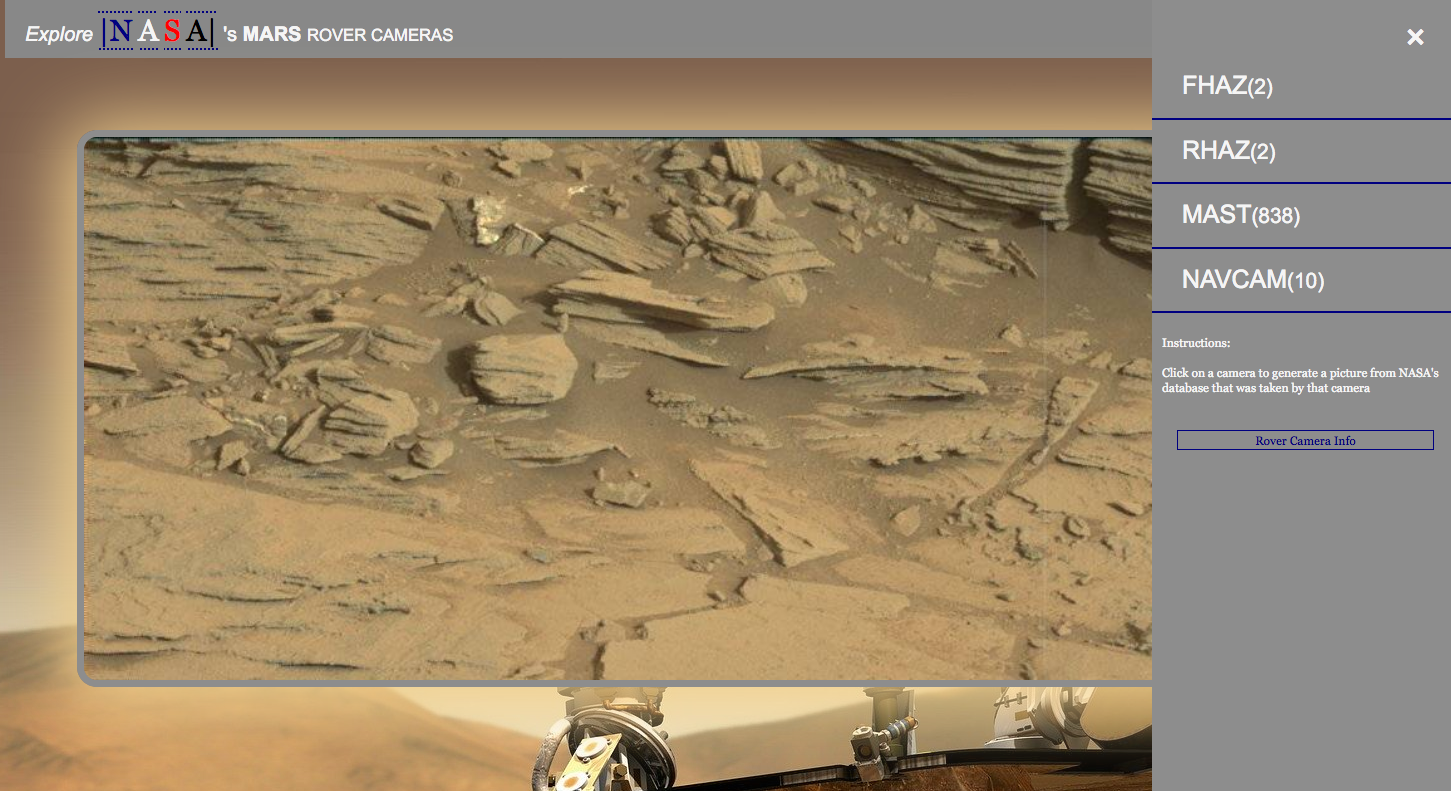 Explore |NASA| 's MARS ROVER CAMERAS
×
FHAZ(2)
RHAZ(2)
MAST(838)
NAVCAM(10)
Instructions:
Click on a camera to generate a picture from NASA's
database that was taken by that camera
Rover Camera Info